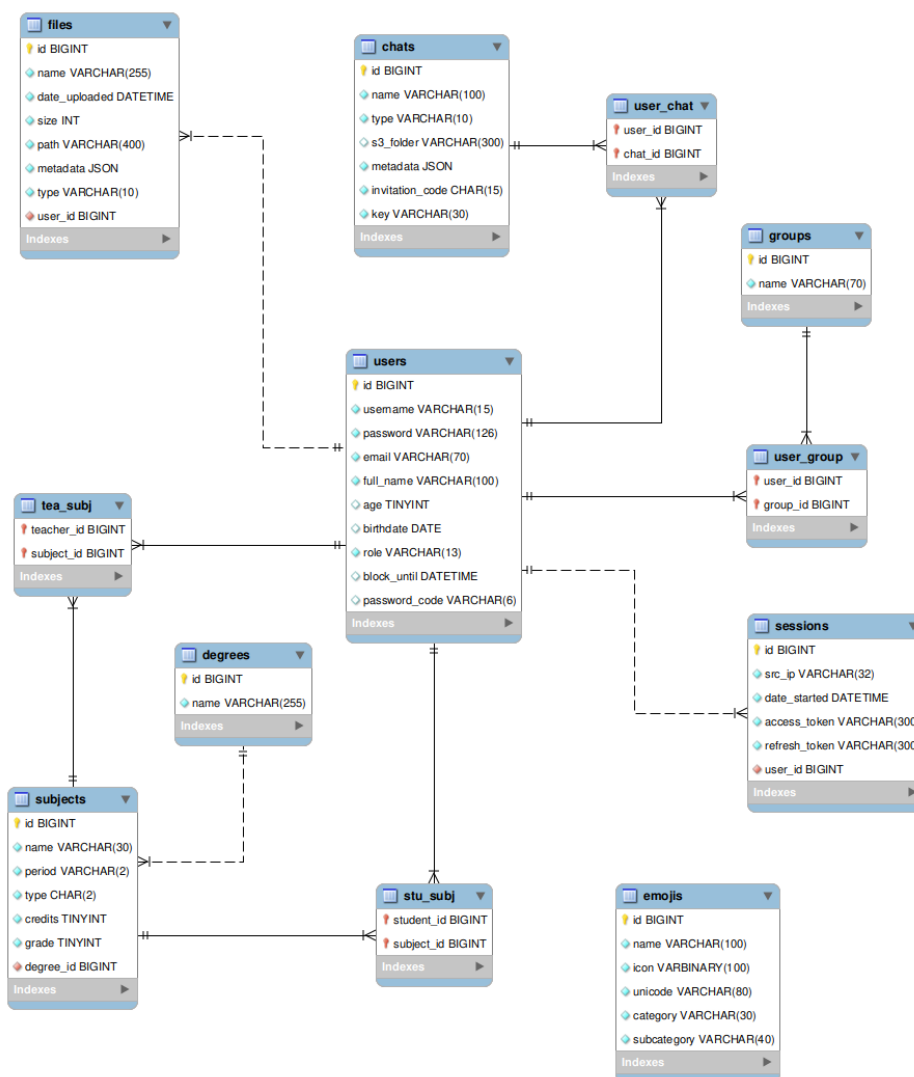 files
id BIGINT
name VARCHAR(255)
date_uploaded DATETIME
size INT
path VARCHAR(400)
metadata JSON
type VARCHAR(10)
user_id BIGINT
Indexes
chats
id BIGINT
name VARCHAR(100)
type VARCHAR(10)
s3_folder VARCHAR(300)
metadata JSON
invitation_code CHAR(15)
key VARCHAR(30)
Indexes
user_chat
user_id BIGINT
chat_id BIGINT
Indexes
groups
id BIGINT
name VARCHAR(70)
Indexes
users
id BIGINT
username VARCHAR(15)
password VARCHAR(126)
email VARCHAR(70)
full_name VARCHAR(100)
age TINYINT
birthdate DATE
role VARCHAR(13)
block_until DATETIME
password_code VARCHAR(6)
Indexes
user_group
user_id BIGINT
group_id BIGINT
Indexes
tea_subj
teacher_id BIGINT
subject_id BIGINT
Indexes
degrees
id BIGINT
name VARCHAR(255)
Indexes
sessions
id BIGINT
src_ip VARCHAR(32)
date_started DATETIME
access_token VARCHAR(300
refresh_token VARCHAR(300
user_id BIGINT
Indexes
subjects
id BIGINT
name VARCHAR(30)
period VARCHAR(2)
type CHAR(2)
credits TINYINT
grade TINYINT
degree_id BIGINT
Indexes
stu_subj
student_id BIGINT
subject_id BIGINT
Indexes
emojis
id BIGINT
name VARCHAR(100)
icon VARBINARY(100)
unicode VARCHAR(80)
category VARCHAR(30)
subcategory VARCHAR(40)
Indexes